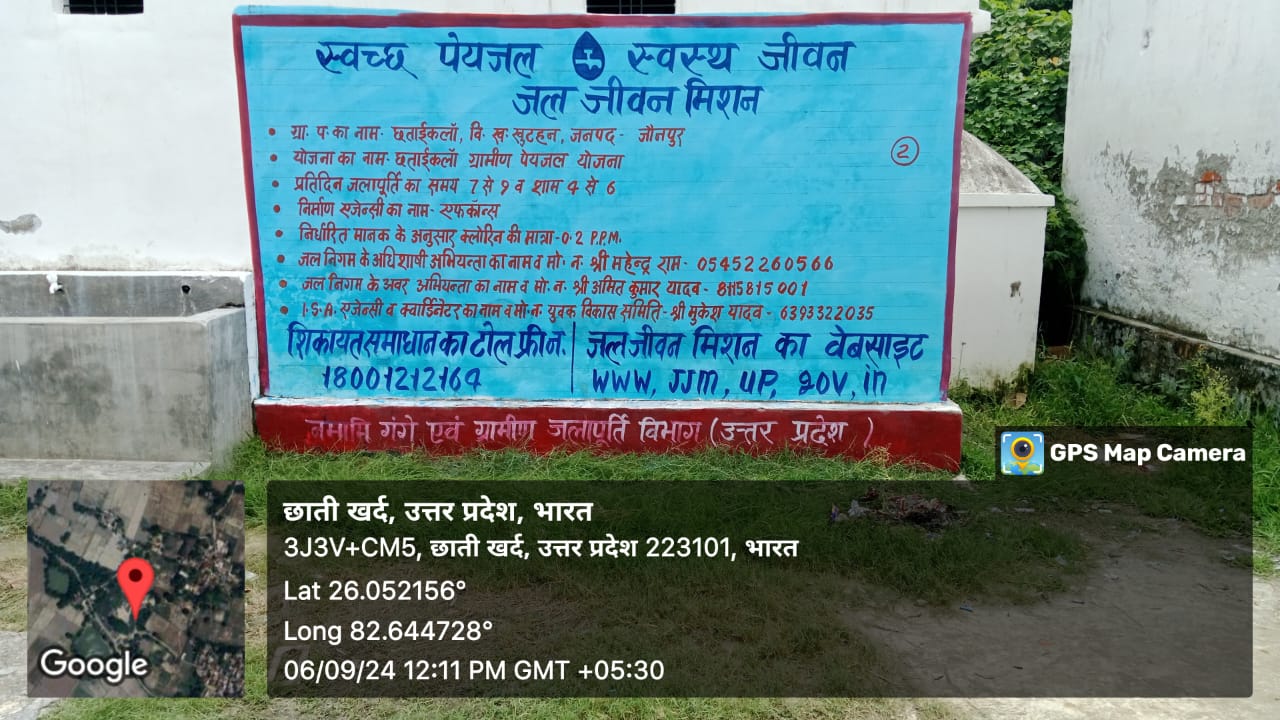 स्वच्छ पेयजल स्वस्थ जीवन
जल जीवन मिशन
• ग्रा. प. का नाम- छताईकलॉ, वि. ख. खुटहन, जनपद- जौनपुर
• योजना का नाम- छताईकलॉ ग्रामीण पेयजल योजना
2
• प्रतिदिन जलापूर्ति का समय 7 से 9 व शाम 4 से 6
• निर्माण एजेन्सी का नाम- एफकॉन्स
• निर्धारित मानक के अनुसार क्लोरिन की मात्रा-0.2 P.P.M.
• जल निगम के अधिशाषी अभियन्ता का नाम व मो. न. श्री महेन्द्र राम- 05452260566
• जल निगम के अवर अभियन्ता का नाम व मो. न. श्री अमित कुमार यादव- 8115815001
• I.S.A. एजेन्सी व क्वार्डिनेटर का नाम व मो.न. युवक विकास समिति-श्री मुकेश यादव- 6393322035
शिकायत समाधान का टोल फ्री न.
18001212164
जल जीवन मिशन का वेबसाइट
WWW, JJM, UP, gov, in
नमामि गंगे एवं ग्रामीण जलापूर्ति विभाग (उत्तर प्रदेश )
GPS Map Camera
छाती खर्द, उत्तर प्रदेश, भारत
3J3V+CM5, छाती खर्द, उत्तर प्रदेश 223101, भारत
Lat 26.052156°
Long 82.644728°
06/09/24 12:11 PM GMT +05:30
Google